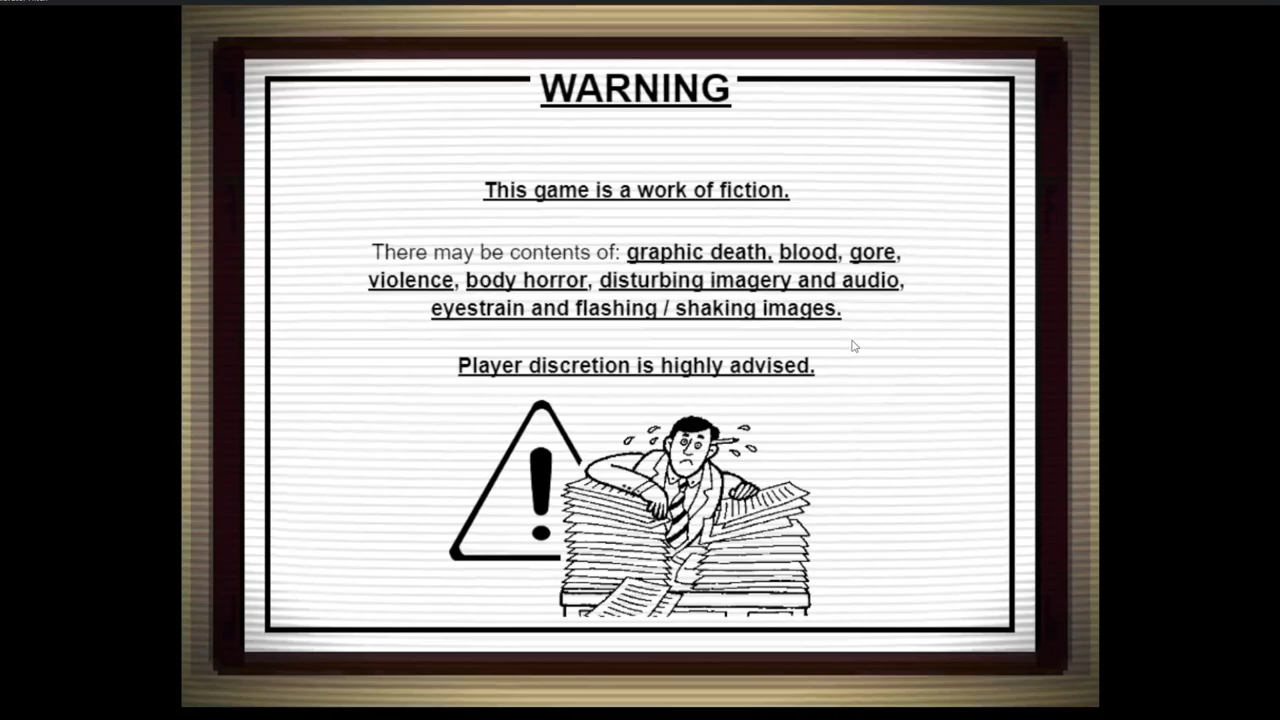 WARNING
This game is a work of fiction.
There may be contents of: graphic death, blood, gore,
violence, body horror, disturbing imagery and audio,
eyestrain and flashing / shaking images.
Player discretion is highly advised.